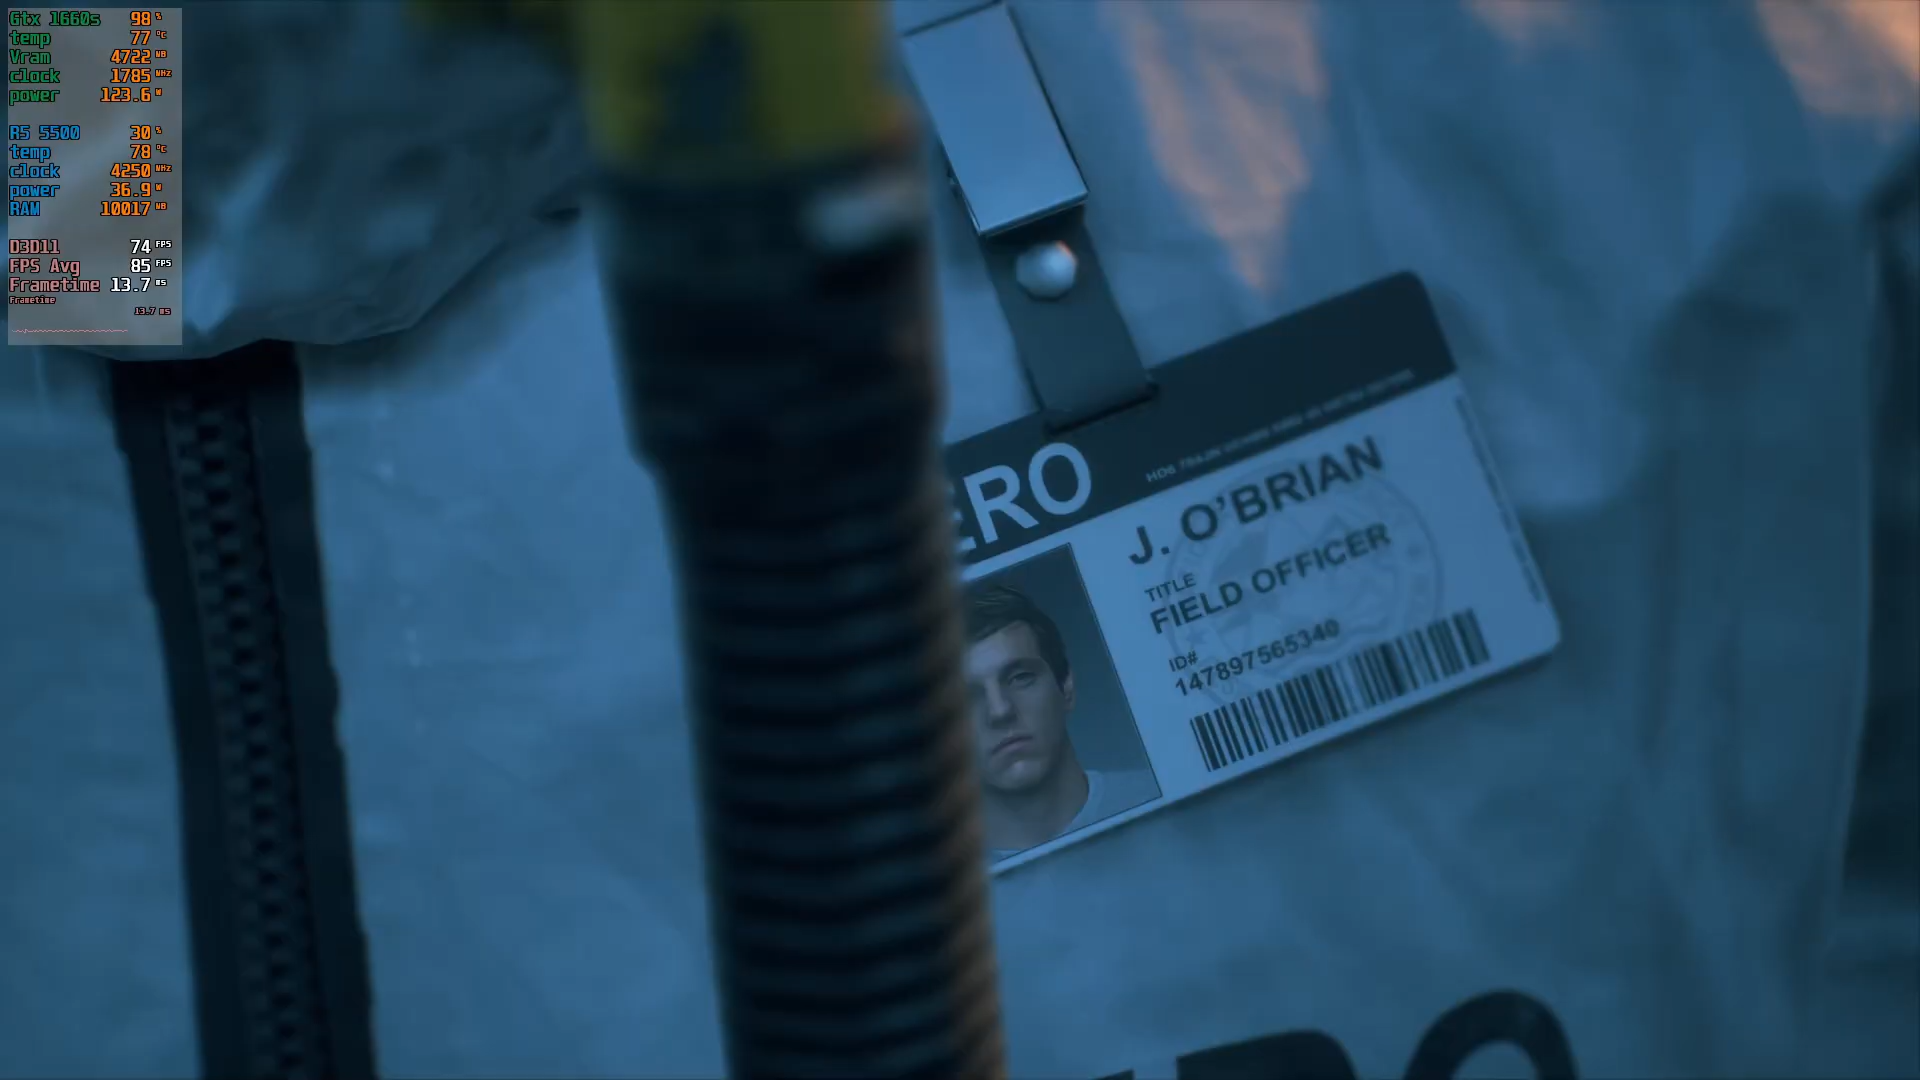 Gtx 1660s 98 %
temp 77 °C
Vram 4722 MB
clock 1785 MHz
power 123.6 W
R5 5500 30 %
temp 78 °C
clock 4250 MHz
power 36.9 W
RAM 10017 MB
D3D11 74 FPS
FPS Avg 85 FPS
Frametime 13.7 ms
Frametime
13.7 ms
ERO
J. O'BRIAN
TITLE
FIELD OFFICER
ID#
147897565340
RO